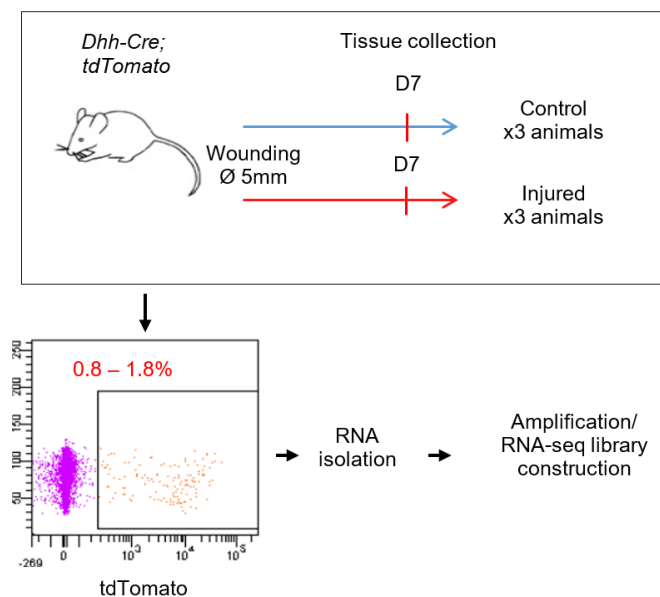 Dhh-Cre;
tdTomato
Tissue collection
D7
Control
x3 animals
Wounding
Ø 5mm
D7
Injured
x3 animals
0.8 – 1.8%
250
200
150
100
50
-269
0
10³
10⁴
10⁵
tdTomato
RNA
isolation
Amplification/
RNA-seq library
construction